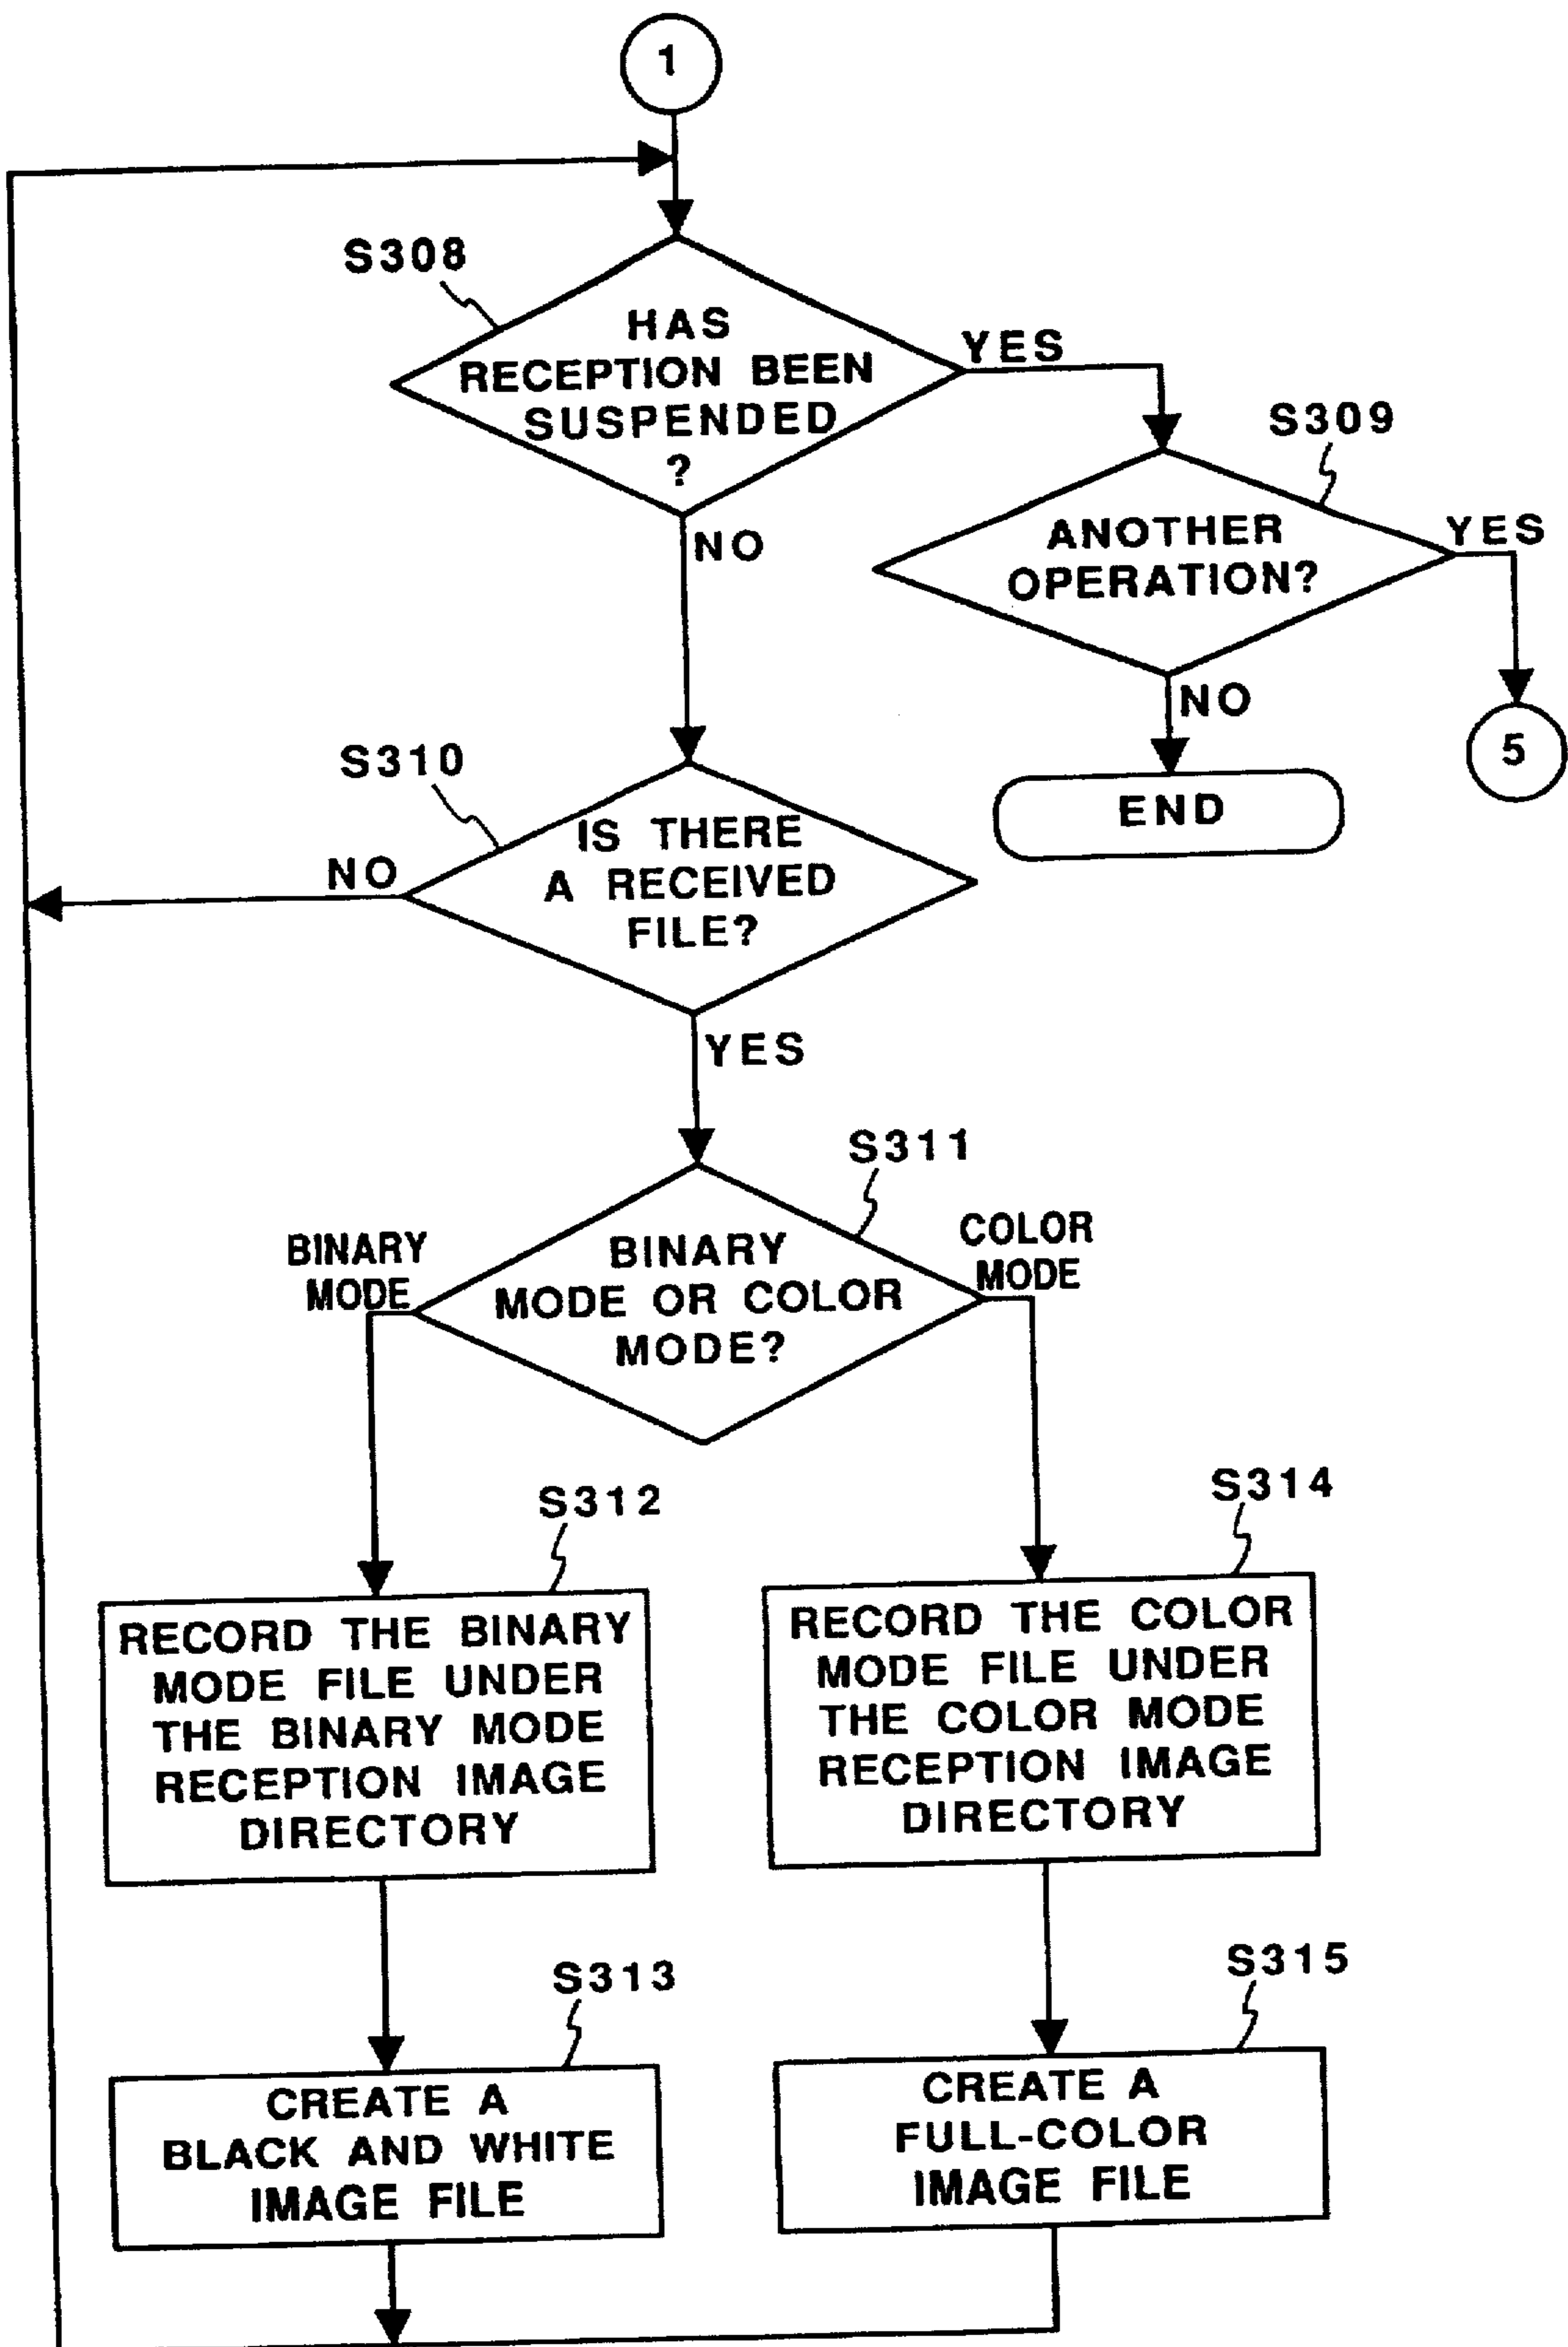 1
S308
HAS
RECEPTION BEEN
SUSPENDED
?
YES
NO
S309
ANOTHER
OPERATION?
YES
NO
5
END
S310
IS THERE
A RECEIVED
FILE?
NO
YES
S311
BINARY
MODE OR COLOR
MODE?
BINARY
MODE
COLOR
MODE
S312
RECORD THE BINARY
MODE FILE UNDER
THE BINARY MODE
RECEPTION IMAGE
DIRECTORY
S314
RECORD THE COLOR
MODE FILE UNDER
THE COLOR MODE
RECEPTION IMAGE
DIRECTORY
S313
CREATE A
BLACK AND WHITE
IMAGE FILE
S315
CREATE A
FULL-COLOR
IMAGE FILE